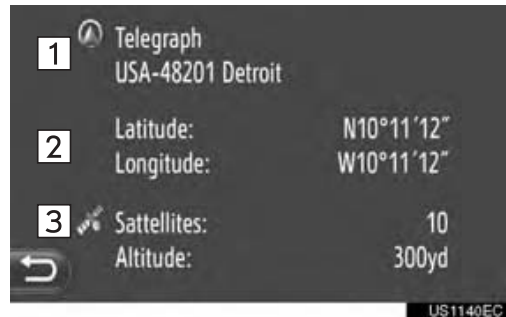 1 Telegraph
USA-48201 Detroit
2 Latitude: N10°11´12˝
Longitude: W10°11´12˝
3 Sattellites: 10
Altitude: 300yd
US1140EC